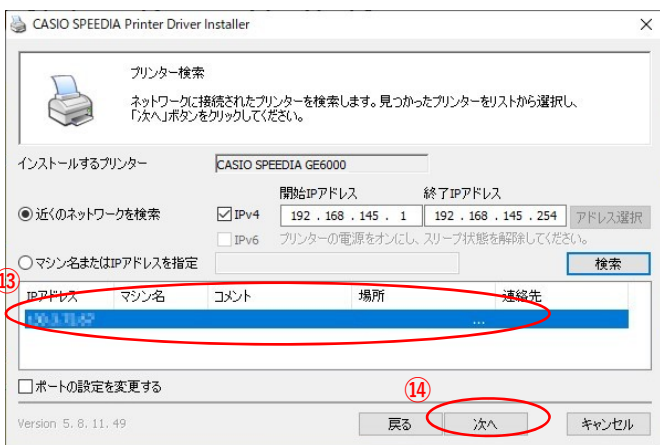 CASIO SPEEDIA Printer Driver Installer
プリンター検索
ネットワークに接続されたプリンターを検索します。見つかったプリンターをリストから選択し、
「次へ」ボタンをクリックしてください。
インストールするプリンター CASIO SPEEDIA GE6000
開始IPアドレス 終了IPアドレス
近くのネットワークを検索 IPv4 192 . 168 . 145 . 1 192 . 168 . 145 . 254 アドレス選択
IPv6 プリンターの電源をオンにし、スリープ状態を解除してください。
マシン名またはIPアドレスを指定 検索
⑬
IPアドレス マシン名 コメント 場所 連絡先
...
ポートの設定を変更する
⑭
Version 5. 8. 11. 49 戻る 次へ キャンセル